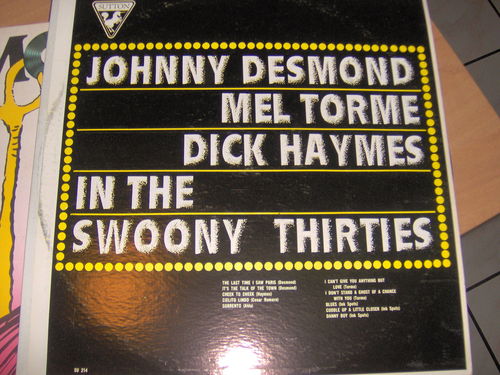 SUTTON
JOHNNY DESMOND
MEL TORME
DICK HAYMES
IN THE
SWOONY THIRTIES
THE LAST TIME I SAW PARIS (Desmond)
IT'S THE TALK OF THE TOWN (Desmond)
CHEEK TO CHEEK (Haymes)
CIELITO LINDO (Cesar Romero)
SORRENTO
I CAN'T GIVE YOU ANYTHING BUT
LOVE (Torme)
I DON'T STAND A GHOST OF A CHANCE
WITH YOU (Torme)
BLUES (Ink Spots)
CUDDLE UP A LITTLE CLOSER (Ink Spots)
DANNY BOY (Ink Spots)
SU 214